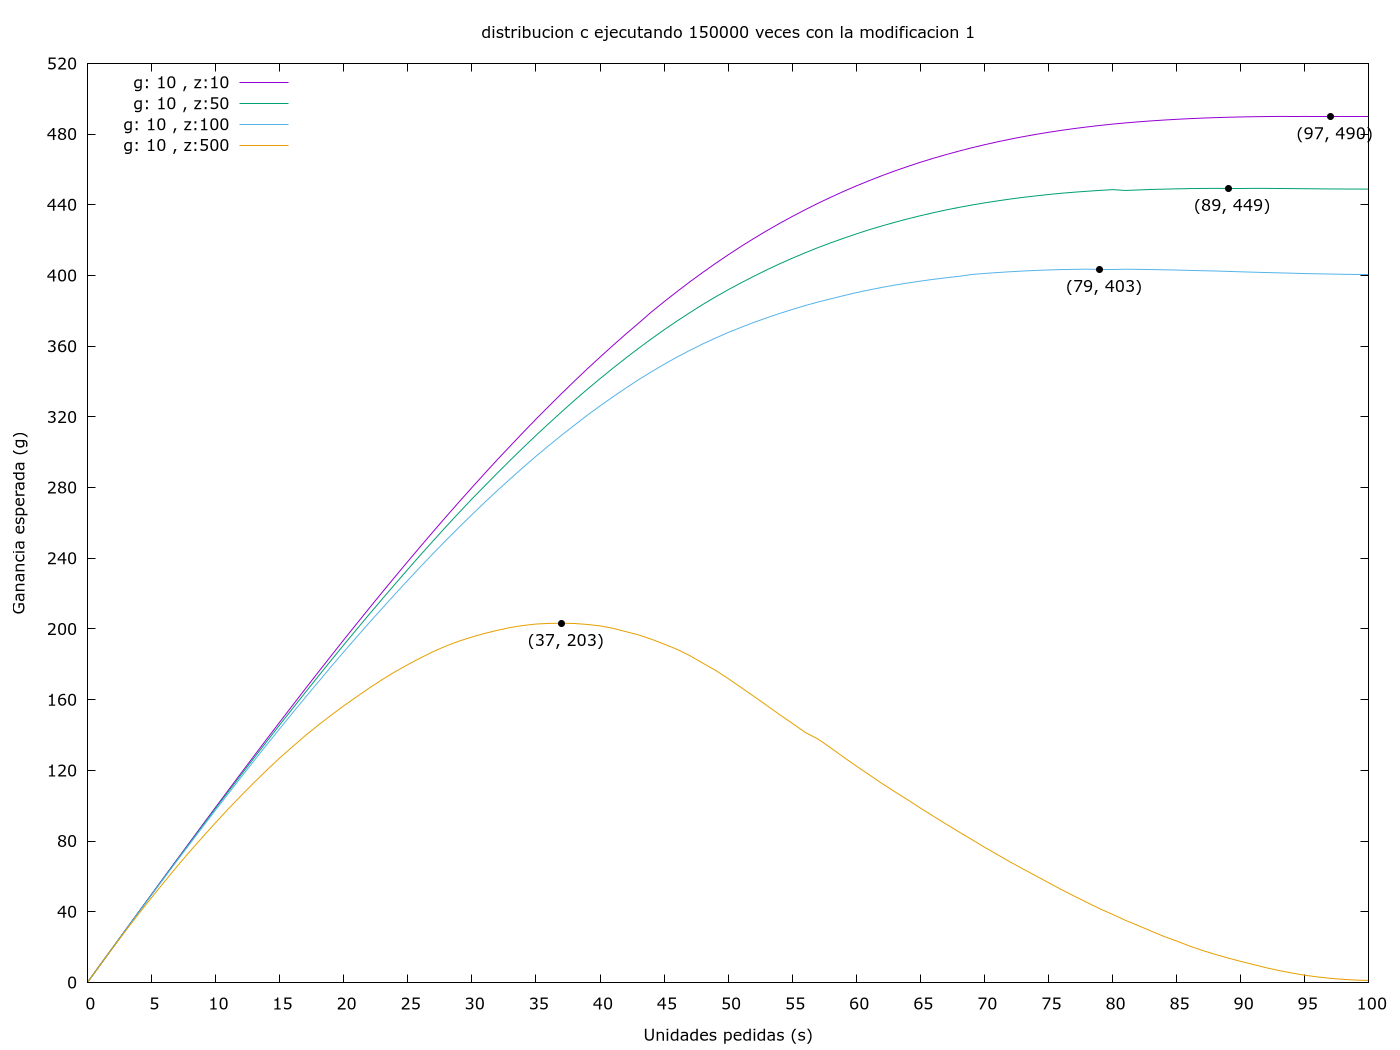 distribucion c ejecutando 150000 veces con la modificacion 1
520
480
440
400
360
320
280
240
200
160
120
80
40
0
g: 10 , z:10
g: 10 , z:50
g: 10 , z:100
g: 10 , z:500
(97, 490)
(89, 449)
(79, 403)
(37, 203)
Ganancia esperada (g)
0 5 10 15 20 25 30 35 40 45 50 55 60 65 70 75 80 85 90 95 100
Unidades pedidas (s)